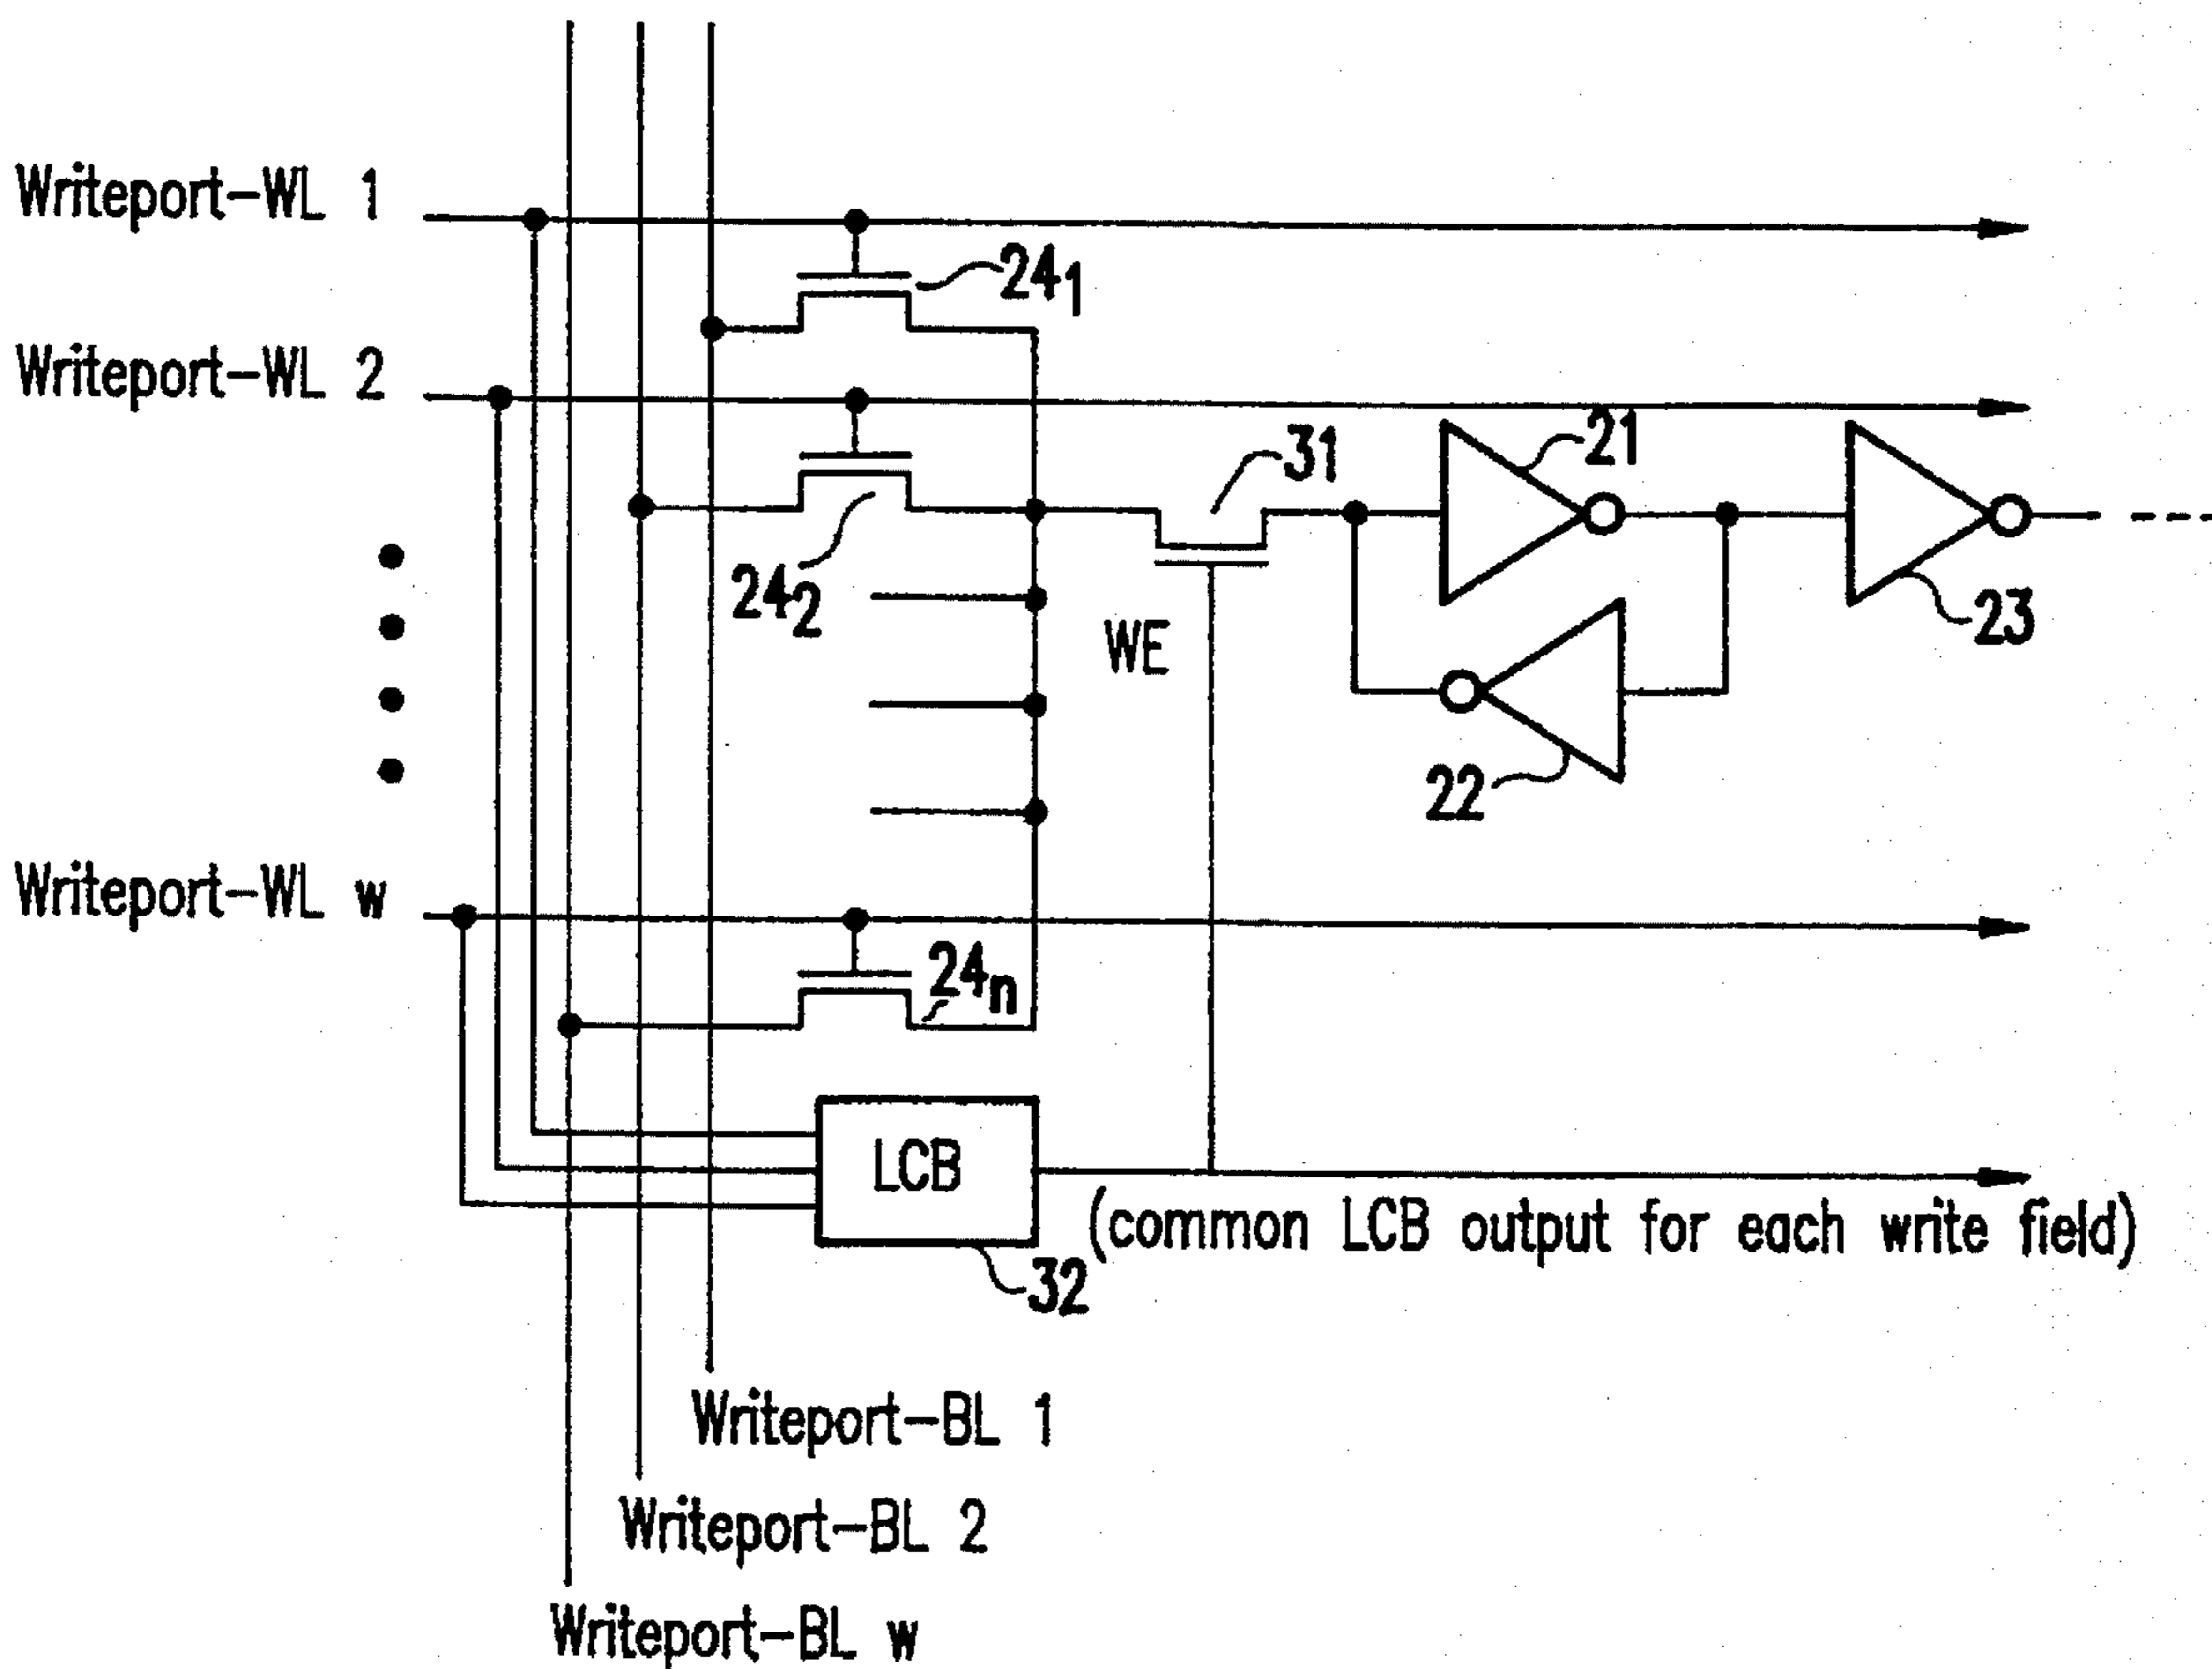 Writeport-WL 1
24₁
Writeport-WL 2
21
31
24₂
23
WE
22
Writeport-WL w
24ₙ
LCB
(common LCB output for each write field)
32
Writeport-BL 1
Writeport-BL 2
Writeport-BL w